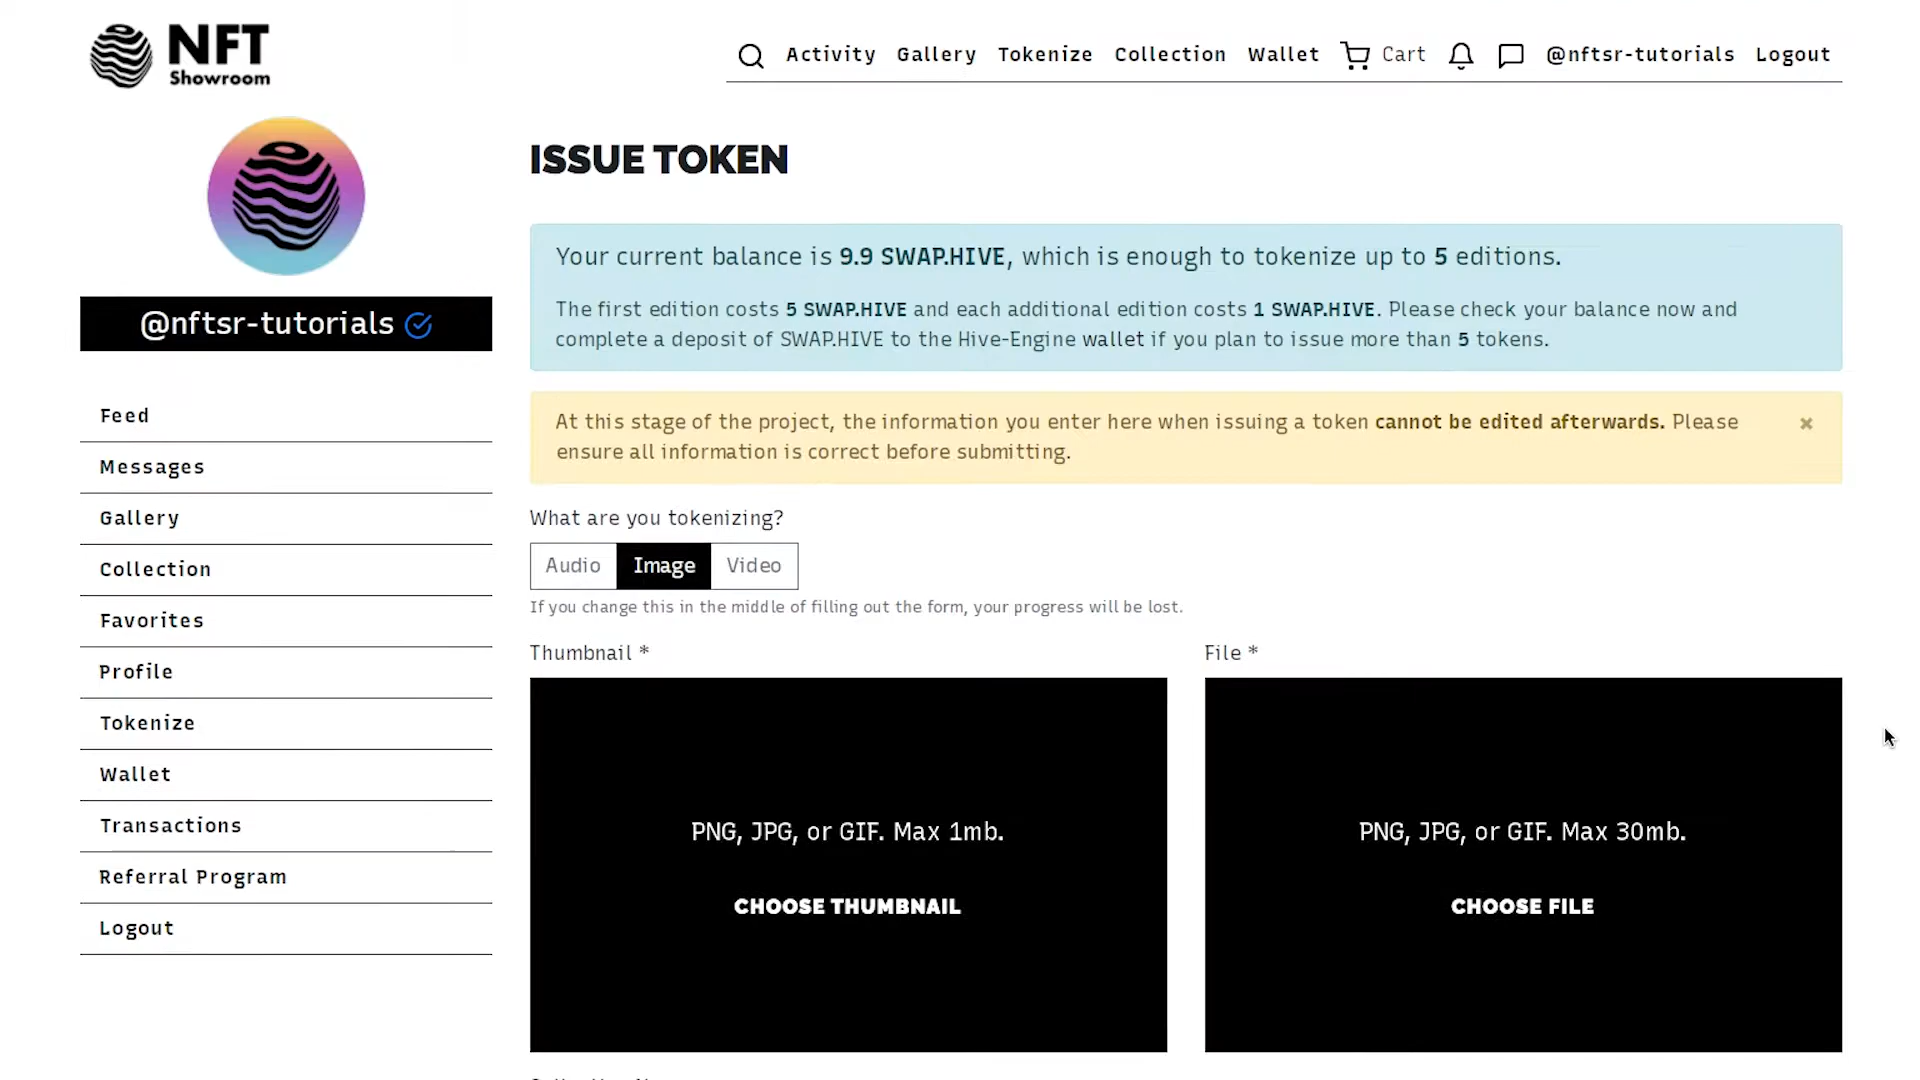 NFT
Showroom
Activity Gallery Tokenize Collection Wallet Cart @nftsr-tutorials Logout
@nftsr-tutorials
Feed
Messages
Gallery
Collection
Favorites
Profile
Tokenize
Wallet
Transactions
Referral Program
Logout
ISSUE TOKEN
Your current balance is 9.9 SWAP.HIVE, which is enough to tokenize up to 5 editions.
The first edition costs 5 SWAP.HIVE and each additional edition costs 1 SWAP.HIVE. Please check your balance now and
complete a deposit of SWAP.HIVE to the Hive-Engine wallet if you plan to issue more than 5 tokens.
At this stage of the project, the information you enter here when issuing a token cannot be edited afterwards. Please
ensure all information is correct before submitting.
What are you tokenizing?
Audio Image Video
If you change this in the middle of filling out the form, your progress will be lost.
Thumbnail *
PNG, JPG, or GIF. Max 1mb.
CHOOSE THUMBNAIL
File *
PNG, JPG, or GIF. Max 30mb.
CHOOSE FILE